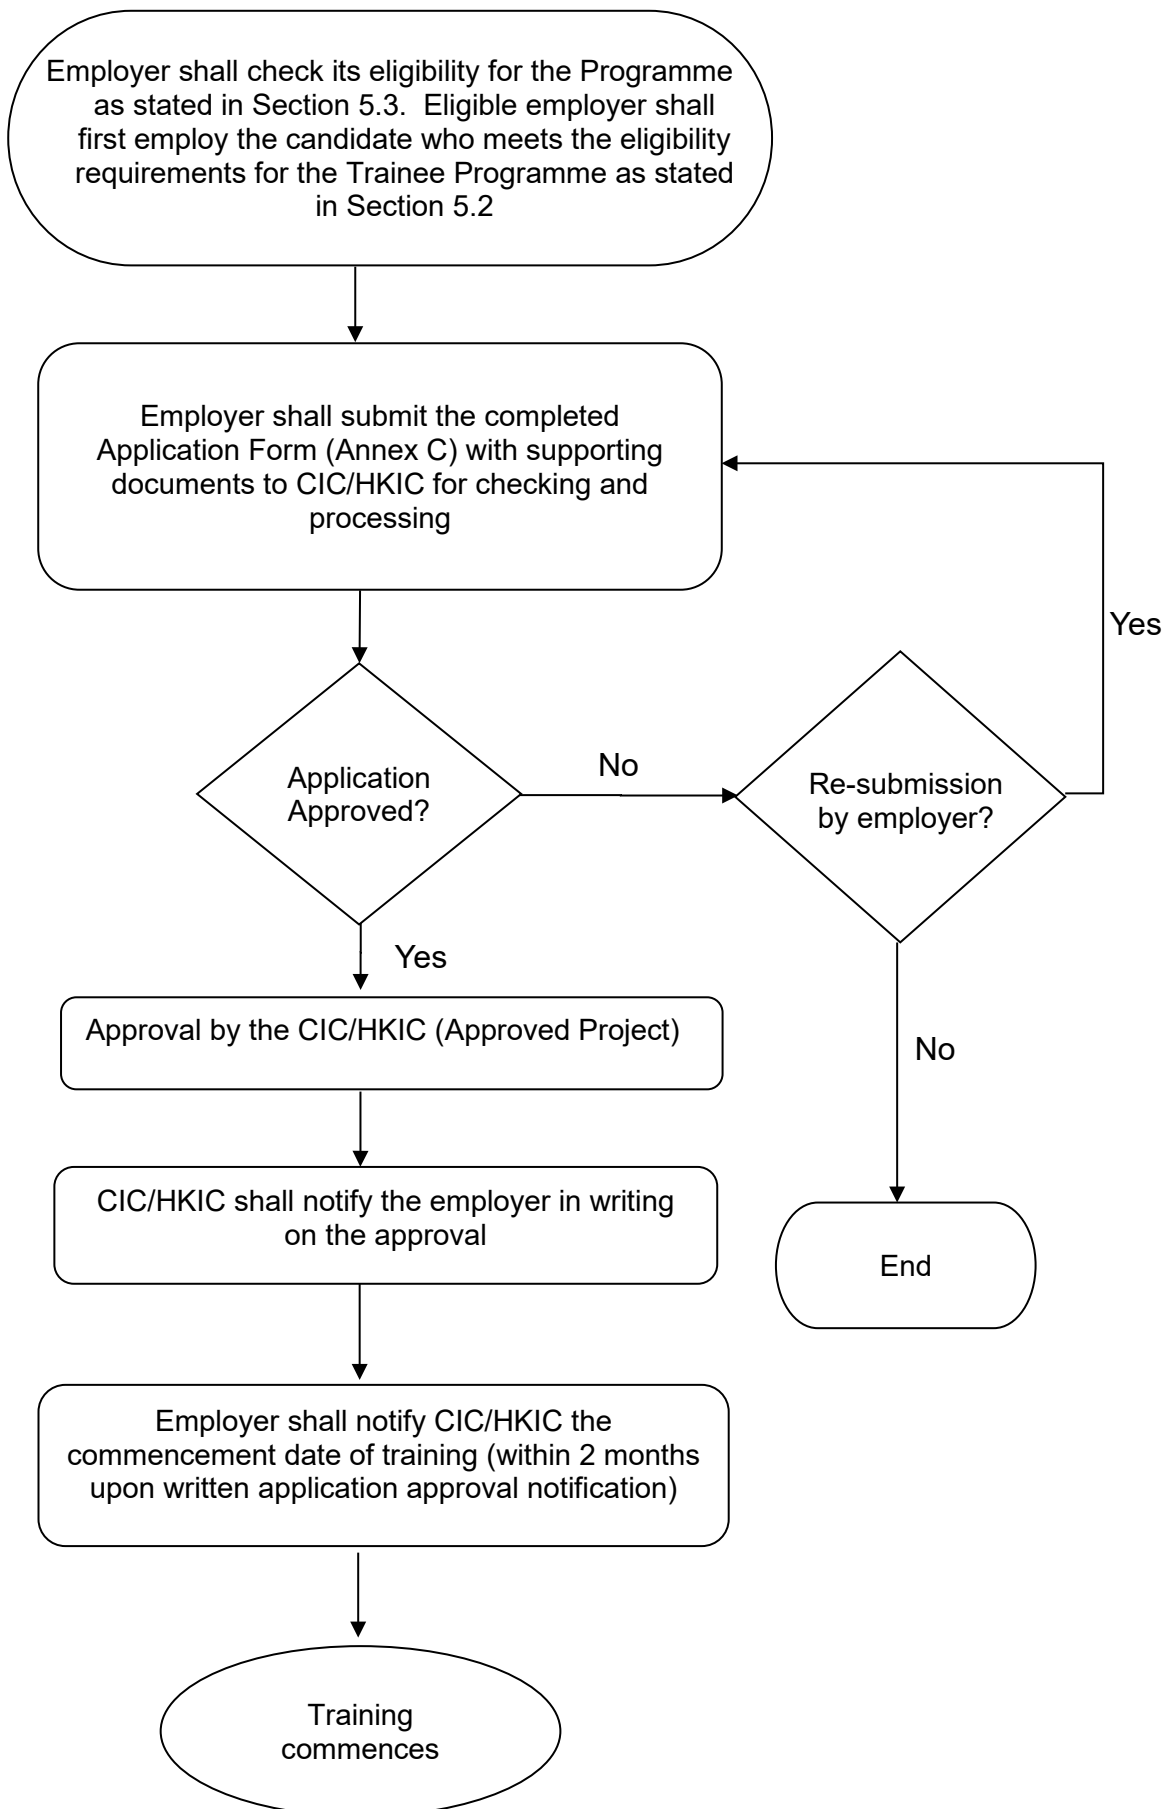 Employer shall check its eligibility for the Programme
as stated in Section 5.3.  Eligible employer shall
first employ the candidate who meets the eligibility
requirements for the Trainee Programme as stated
in Section 5.2
Employer shall submit the completed
Application Form (Annex C) with supporting
documents to CIC/HKIC for checking and
processing
Yes
Application
Approved?
No
Re-submission
by employer?
Yes
Approval by the CIC/HKIC (Approved Project)
No
CIC/HKIC shall notify the employer in writing
on the approval
End
Employer shall notify CIC/HKIC the
commencement date of training (within 2 months
upon written application approval notification)
Training
commences